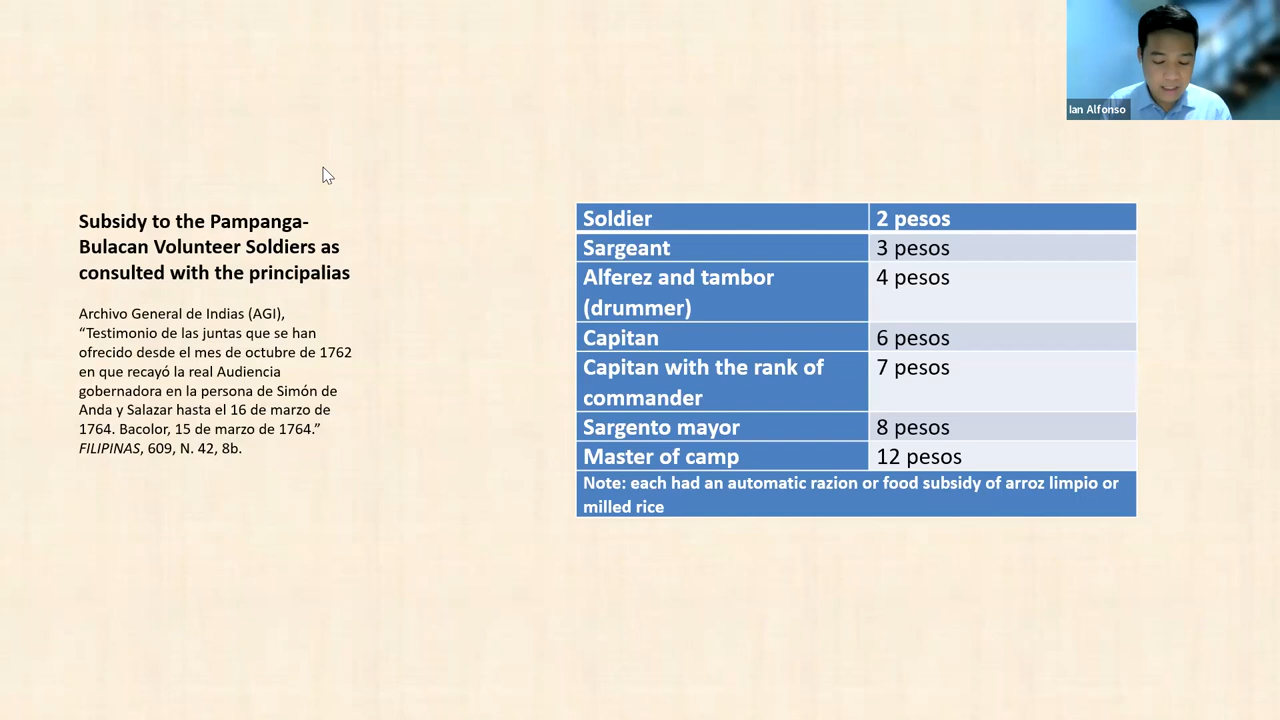 Ian Alfonso
Subsidy to the Pampanga-
Bulacan Volunteer Soldiers as
consulted with the principalias
Archivo General de Indias (AGI),
“Testimonio de las juntas que se han
ofrecido desde el mes de octubre de 1762
en que recayó la real Audiencia
gobernadora en la persona de Simón de
Anda y Salazar hasta el 16 de marzo de
1764. Bacolor, 15 de marzo de 1764.”
FILIPINAS, 609, N. 42, 8b.
Soldier 2 pesos
Sargeant 3 pesos
Alferez and tambor 4 pesos
(drummer)
Capitan 6 pesos
Capitan with the rank of 7 pesos
commander
Sargento mayor 8 pesos
Master of camp 12 pesos
Note: each had an automatic razion or food subsidy of arroz limpio or
milled rice